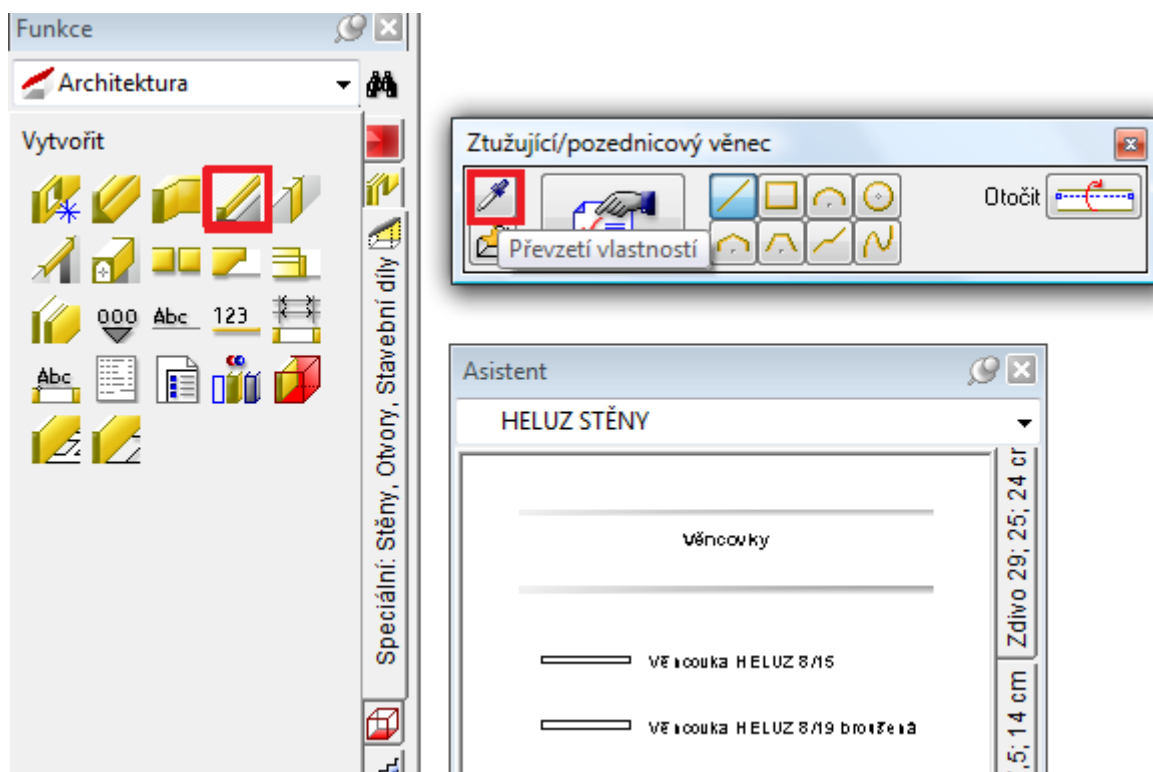 Funkce
Architektura
Vytvořit
000
Abc
123
Abc
Speciální: Stěny, Otvory, Stavební díly
Ztužující/pozednicový věnec
Otočit
Převzetí vlastností
Asistent
HELUZ STĚNY
Věncovky
Věncovka HELUZ 8/15
Věncovka HELUZ 8/19 broušená
Zdivo 29; 25; 24 cm
,5; 14 cm